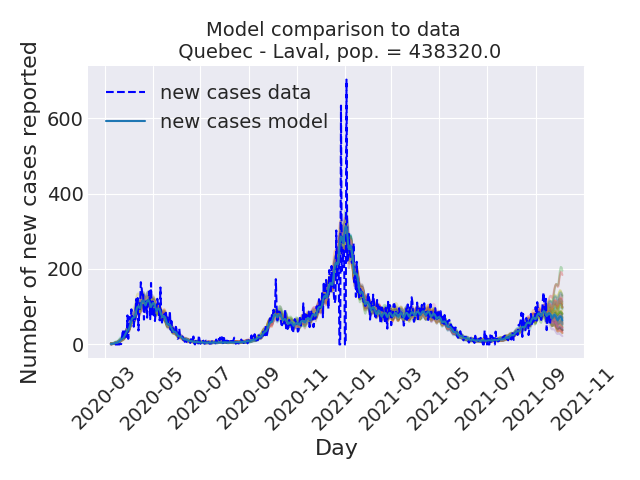 Model comparison to data
Quebec - Laval, pop. = 438320.0
Number of new cases reported
600
400
200
0
new cases data
new cases model
2020-03
2020-05
2020-07
2020-09
2020-11
2021-01
2021-03
2021-05
2021-07
2021-09
2021-11
Day